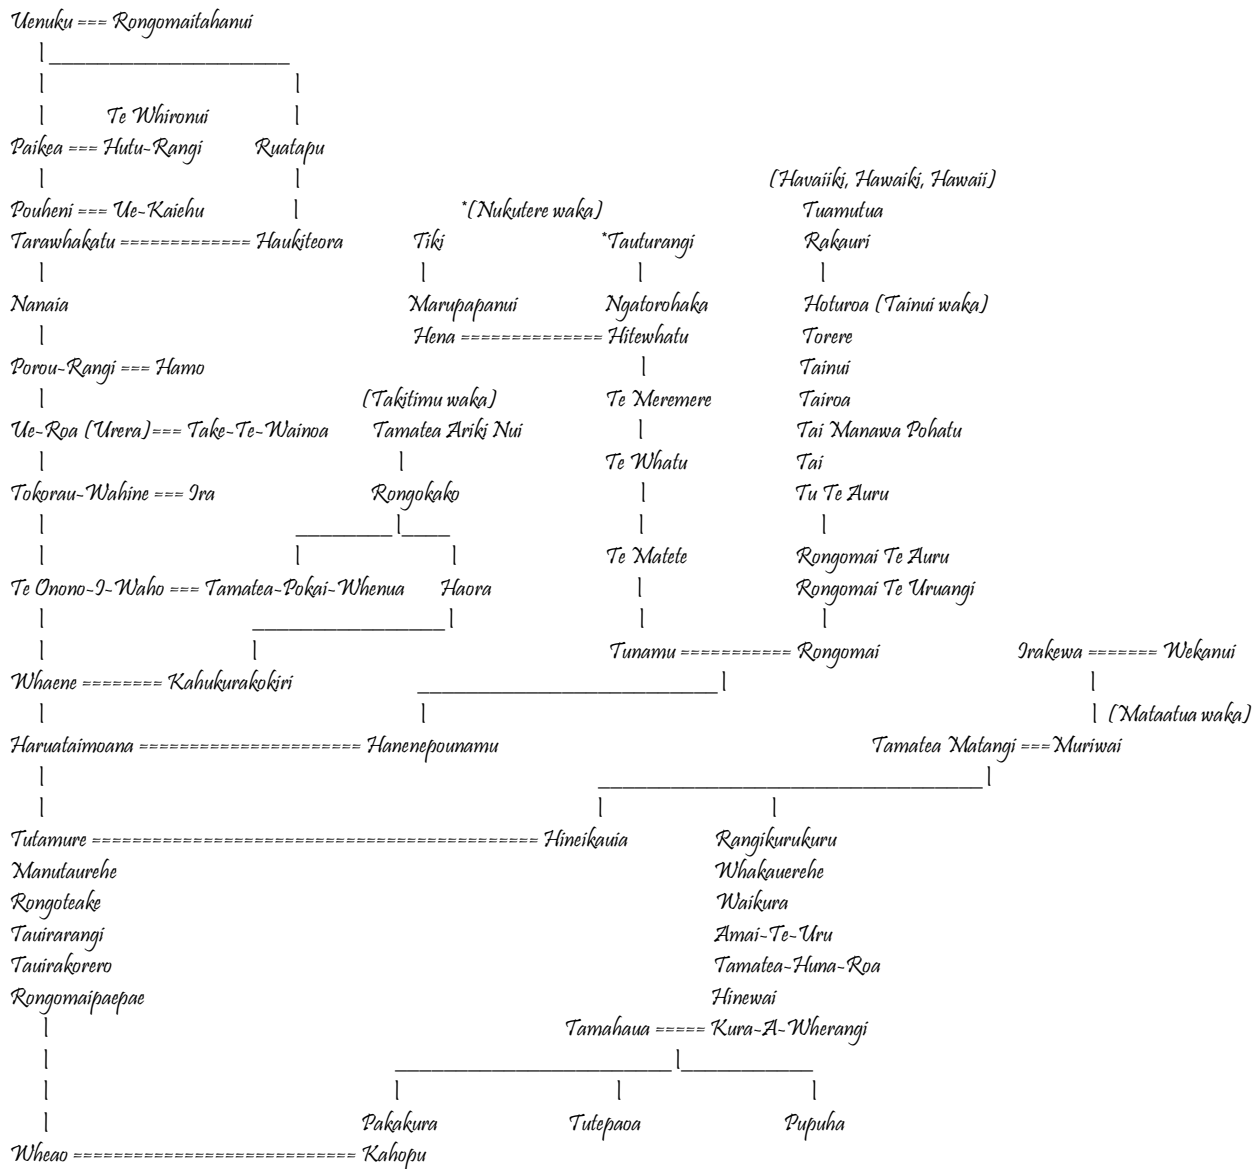 Uenuku === Rongomaitahanui
Te Whironui
Paikea === Hutu-Rangi Ruatapu
(Havaiiki, Hawaiki, Hawaii)
Pouheni === Ue-Kaiehu *(Nukutere waka) Tuamutua
Tarawhakatu ============= Haukiteora Tiki *Tauturangi Rakauri
Nanaia Marupapanui Ngatorohaka Hoturoa (Tainui waka)
Hena ============== Hitewhatu Torere
Porou-Rangi === Hamo Tainui
(Takitimu waka) Te Meremere Tairoa
Ue-Roa (Urera)=== Take-Te-Wainoa Tamatea Ariki Nui Tai Manawa Pohatu
Te Whatu Tai
Tokorau-Wahine === Ira Rongokako Tu Te Auru
Te Matete Rongomai Te Auru
Te Onono-I-Waho === Tamatea-Pokai-Whenua Haora Rongomai Te Uruangi
Tunamu =========== Rongomai Irakewa ======= Wekanui
Whaene ======== Kahukurakokiri
(Mataatua waka)
Haruataimoana ====================== Hanenepounamu Tamatea Matangi ===Muriwai
Tutamure ============================================ Hineikauia Rangikurukuru
Manutaurehe Whakauerehe
Rongoteake Waikura
Tauirarangi Amai-Te-Uru
Tauirakorero Tamatea-Huna-Roa
Rongomaipaepae Hinewai
Tamahaua ===== Kura-A-Wherangi
Pakakura Tutepaoa Pupuha
Wheao ============================ Kahopu